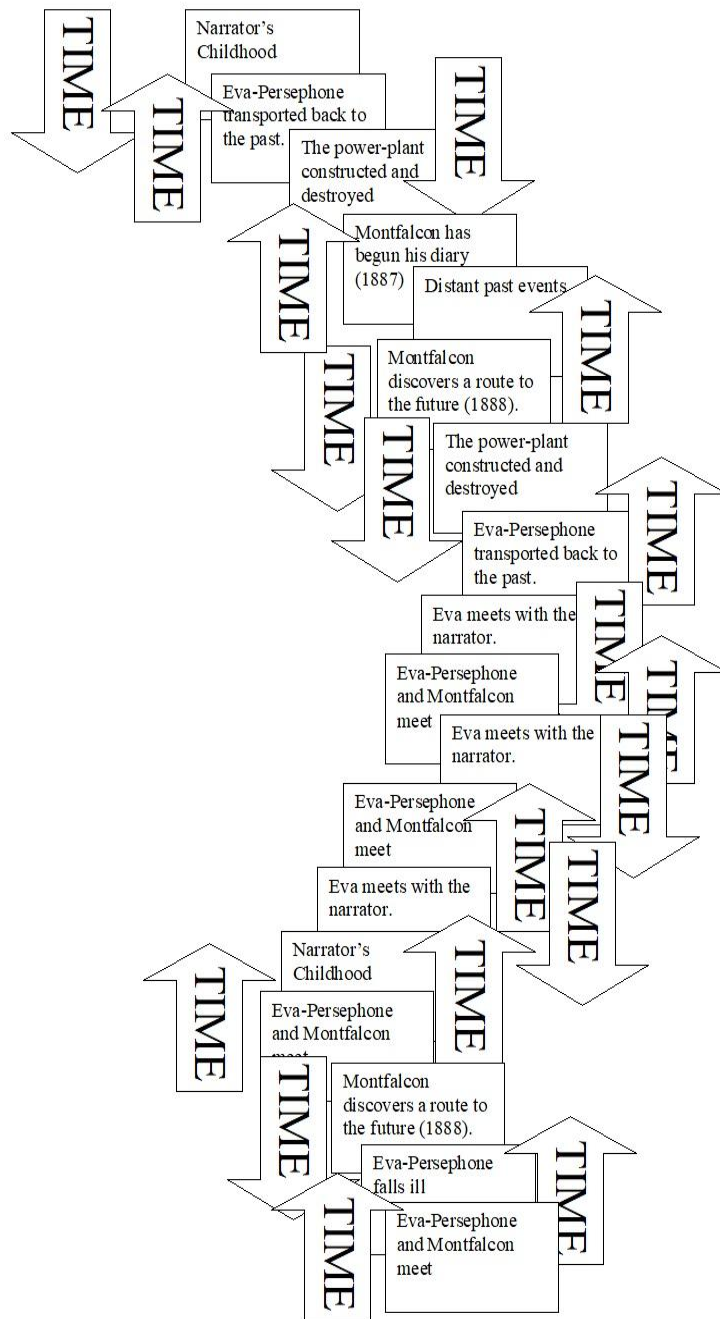 TIME
Narrator's
Childhood
TIME
Eva-Persephone
transported back to
the past.
TIME
The power-plant
constructed and
destroyed
TIME
Montfalcon has
begun his diary
(1887)
Distant past events
TIME
TIME
Montfalcon
discovers a route to
the future (1888).
TIME
The power-plant
constructed and
destroyed
TIME
Eva-Persephone
transported back to
the past.
TIME
Eva meets with the
narrator.
TIME
Eva-Persephone
and Montfalcon
meet
Eva meets with the
narrator.
TIME
Eva-Persephone
and Montfalcon
meet
TIME
TIME
Eva meets with the
narrator.
Narrator's
Childhood
TIME
TIME
Eva-Persephone
and Montfalcon
meet
TIME
Montfalcon
discovers a route to
the future (1888).
Eva-Persephone
falls ill
TIME
TIME
Eva-Persephone
and Montfalcon
meet